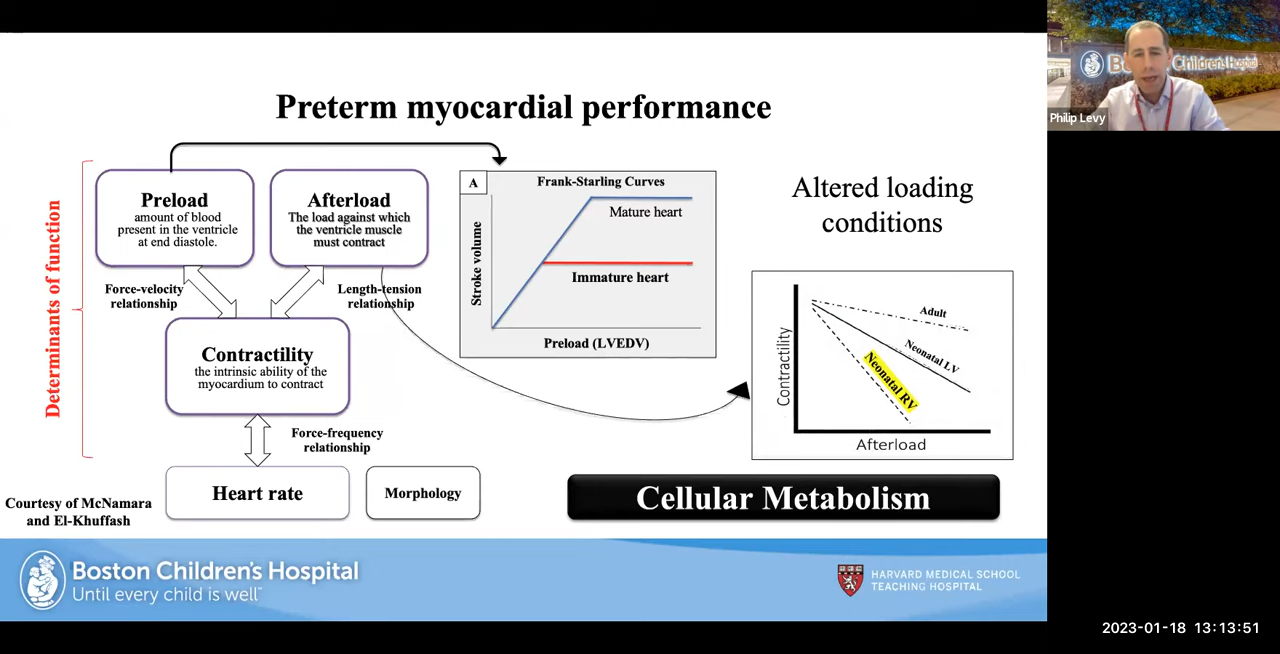 Preterm myocardial performance
Determinants of function
Preload
amount of blood
present in the ventricle
at end diastole.
Afterload
The load against which
the ventricle muscle
must contract
Force-velocity
relationship
Length-tension
relationship
Contractility
the intrinsic ability of the
myocardium to contract
Force-frequency
relationship
Heart rate
Morphology
Courtesy of McNamara
and El-Khuffash
A
Frank-Starling Curves
Mature heart
Immature heart
Stroke volume
Preload (LVEDV)
Altered loading
conditions
Adult
Neonatal LV
Neonatal RV
Contractility
Afterload
Cellular Metabolism
Boston Children's Hospital
Until every child is well
HARVARD MEDICAL SCHOOL
TEACHING HOSPITAL
Philip Levy
2023-01-18 13:13:51